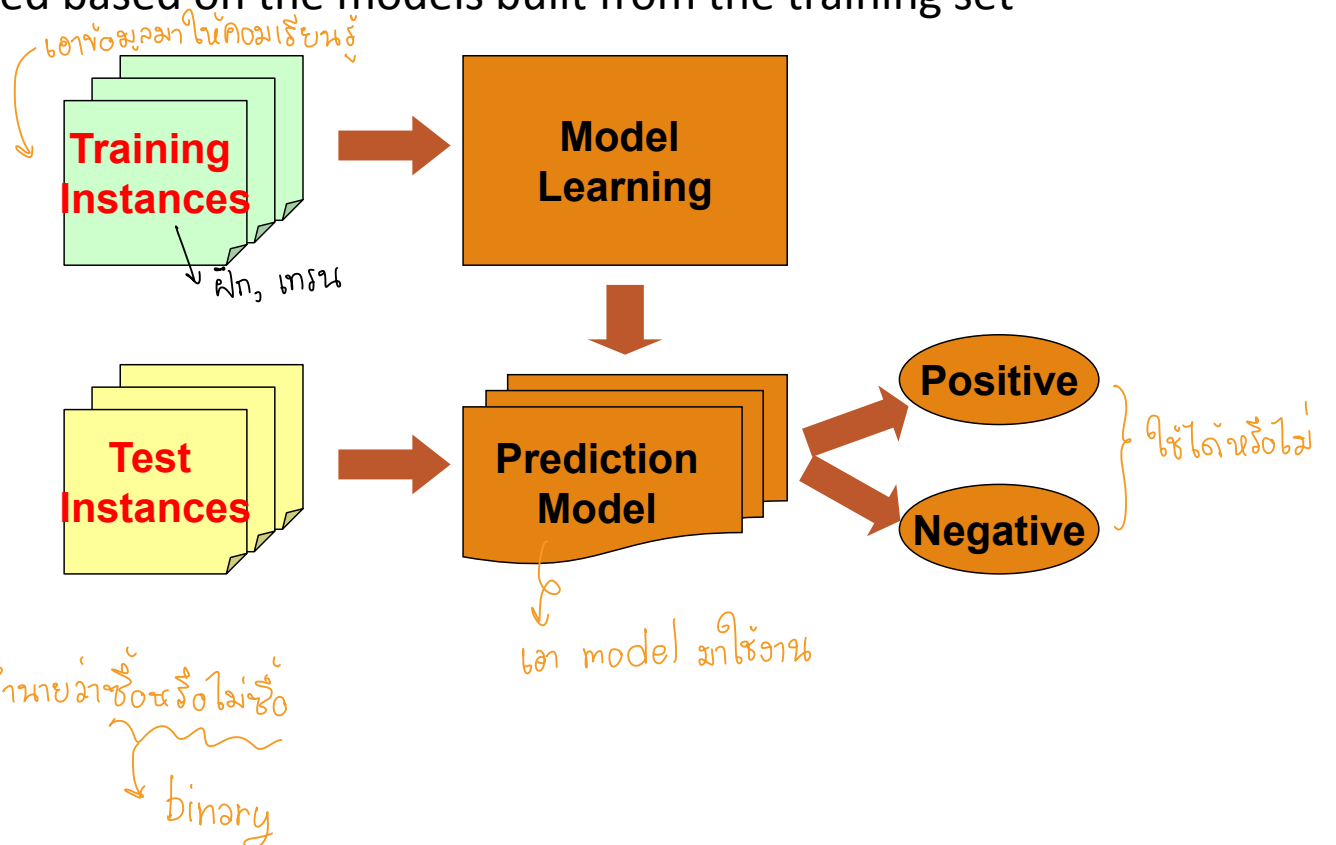 ed based on the models built from the training set
เอาข้อมูลมาให้คอมเรียนรู้
Training
Instances
Model
Learning
ฝึก, เทรน
Test
Instances
Prediction
Model
Positive
Negative
ใช้ได้หรือไม่
เอา model มาใช้งาน
ทำนายว่าซื้อหรือไม่ซื้อ
binary